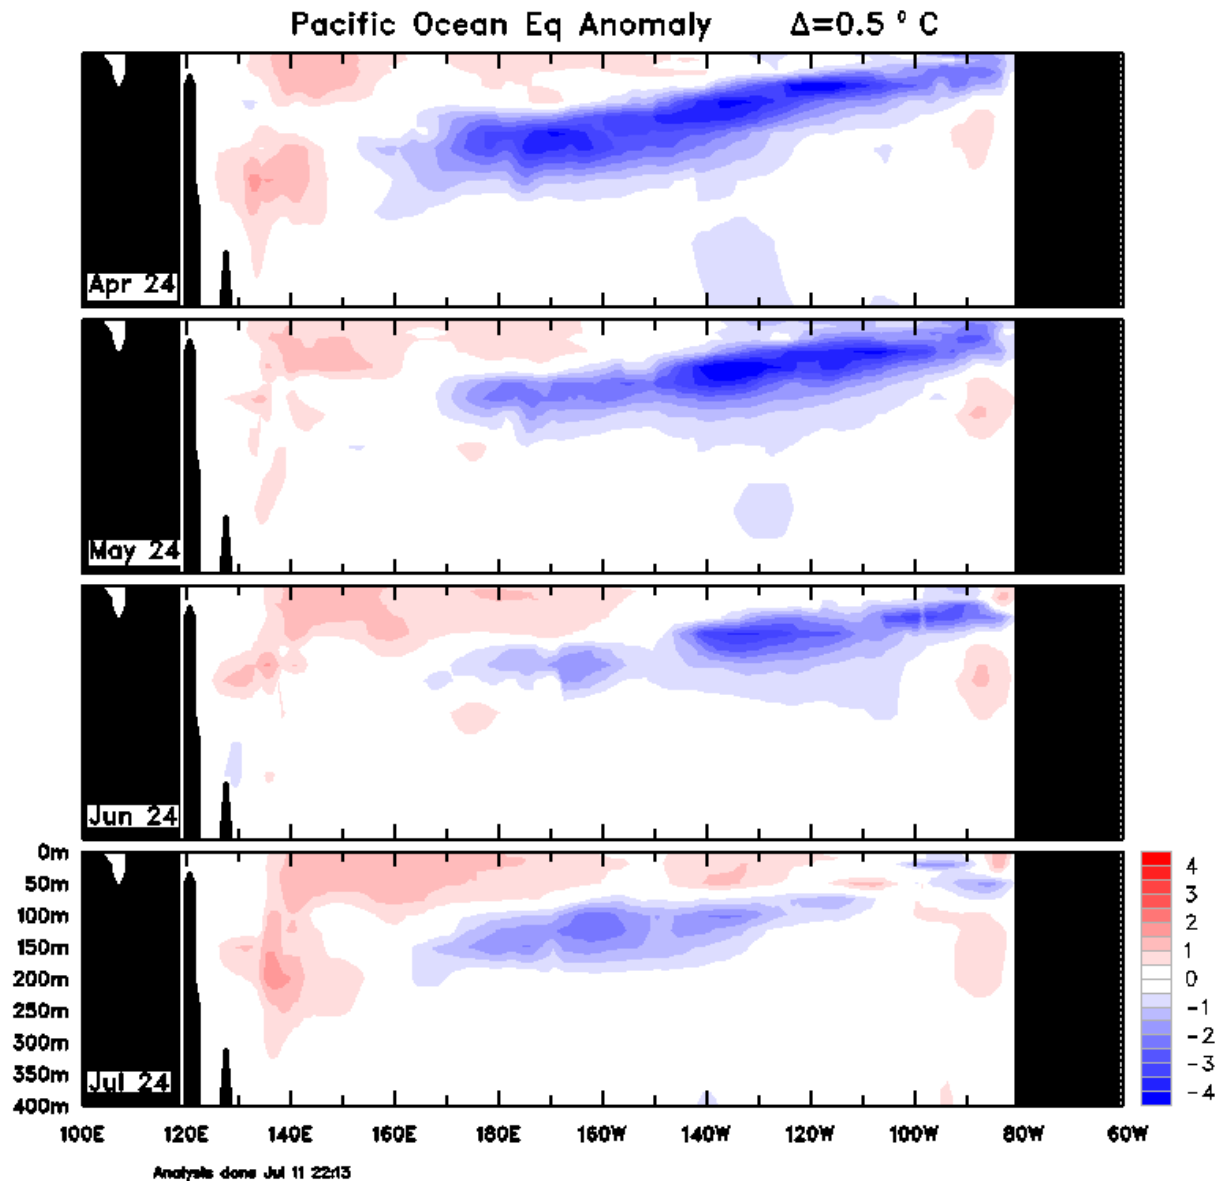 Pacific Ocean Eq Anomaly Δ=0.5 ° C
Apr 24
May 24
Jun 24
0m
50m
100m
150m
200m
250m
300m
350m
400m
Jul 24
4
3
2
1
0
-1
-2
-3
-4
100E 120E 140E 160E 180E 160W 140W 120W 100W 80W 60W
Analysis done Jul 11 22:13